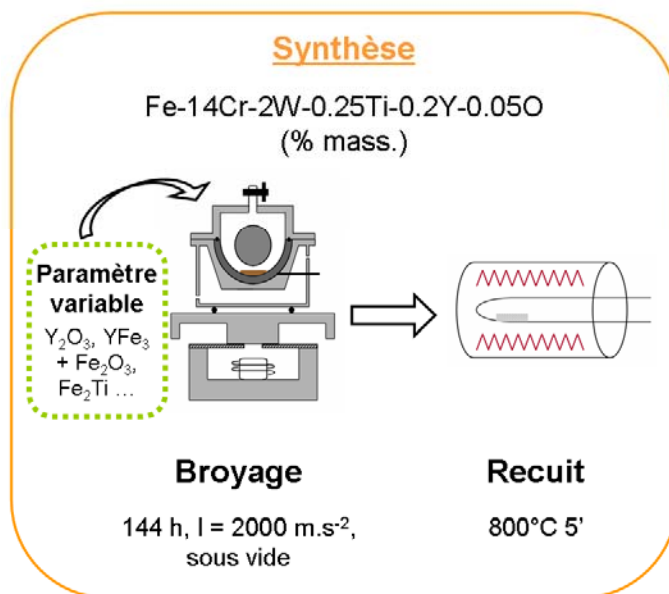 Synthèse
Fe-14Cr-2W-0.25Ti-0.2Y-0.05O
(% mass.)
Paramètre
variable
Y₂O₃, YFe₃
+ Fe₂O₃,
Fe₂Ti ...
Broyage
144 h, I = 2000 m.s⁻²,
sous vide
Recuit
800°C 5'